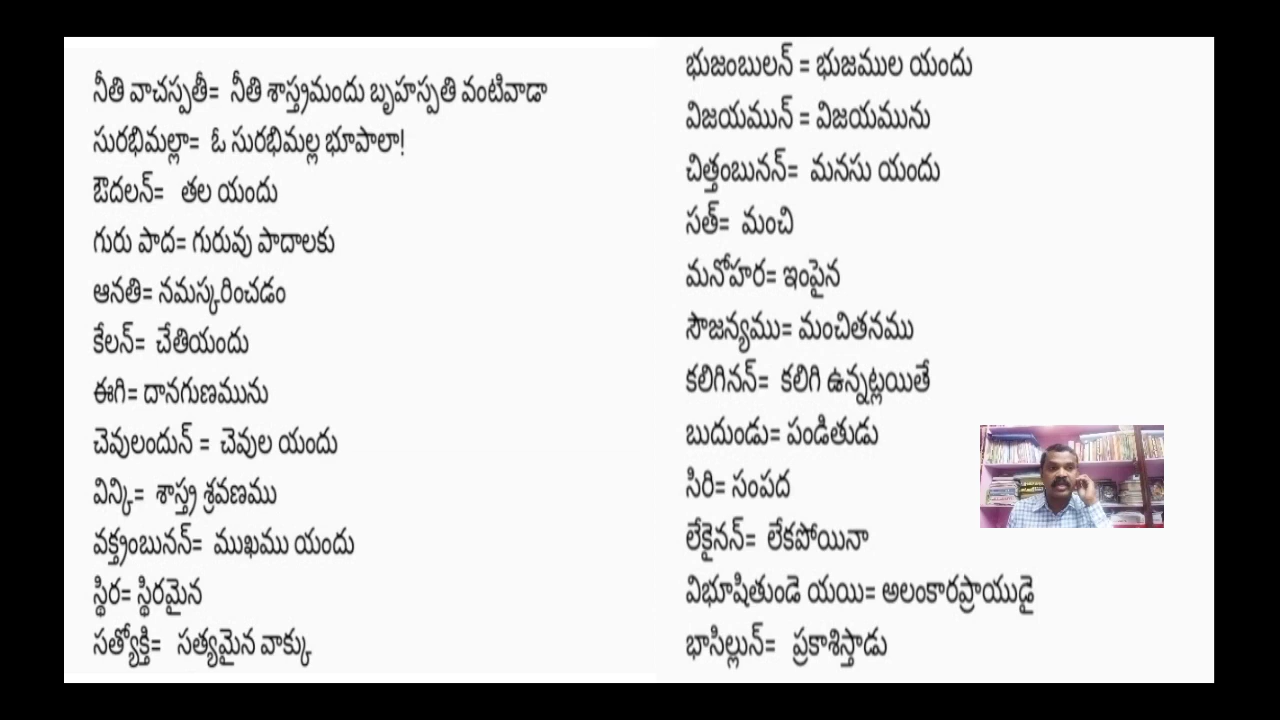 నీతి వాచస్పతీ= నీతి శాస్త్రమందు బృహస్పతి వంటివాడా
సురభిమల్లా= ఓ సురభిమల్ల భూపాలా!
ఔదలన్= తల యందు
గురు పాద= గురువు పాదాలకు
ఆనతి= నమస్కరించడం
కేలన్= చేతియందు
ఈగి= దానగుణమును
చెవులందున్ = చెవుల యందు
విన్కి= శాస్త్ర శ్రవణము
వక్త్రంబునన్= ముఖము యందు
స్థిర= స్థిరమైన
సత్యోక్తి= సత్యమైన వాక్కు
భుజంబులన్ = భుజముల యందు
విజయమున్ = విజయమును
చిత్తంబునన్= మనసు యందు
సత్= మంచి
మనోహర= ఇంపైన
సౌజన్యము= మంచితనము
కలిగినన్= కలిగి ఉన్నట్లయితే
బుదుండు= పండితుడు
సిరి= సంపద
లేకైనన్= లేకపోయినా
విభూషితుండె యయి= అలంకారప్రాయుడై
భాసిల్లున్= ప్రకాశిస్తాడు